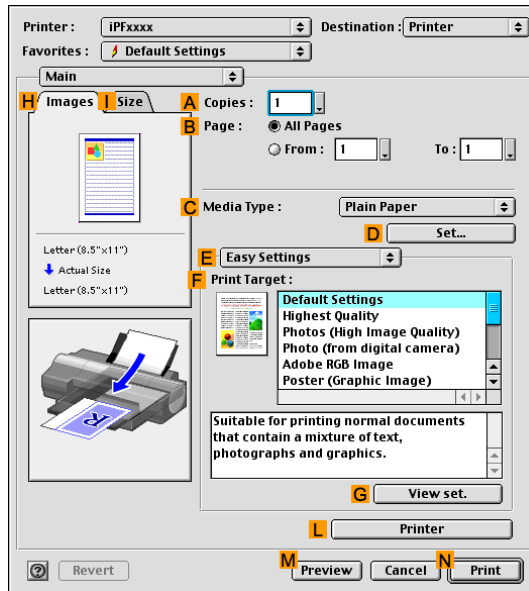 Printer : iPFxxxx Destination : Printer
Favorites : Default Settings
Main
H Images I Size
A Copies : 1
B Page : All Pages
From : 1 To : 1
C Media Type : Plain Paper
D Set...
Letter (8.5"x11")
Actual Size
Letter (8.5"x11")
E Easy Settings
F Print Target :
Default Settings
Highest Quality
Photos (High Image Quality)
Photo (from digital camera)
Adobe RGB Image
Poster (Graphic Image)
R
Suitable for printing normal documents
that contain a mixture of text,
photographs and graphics.
G View set.
L Printer
? Revert M Preview Cancel N Print